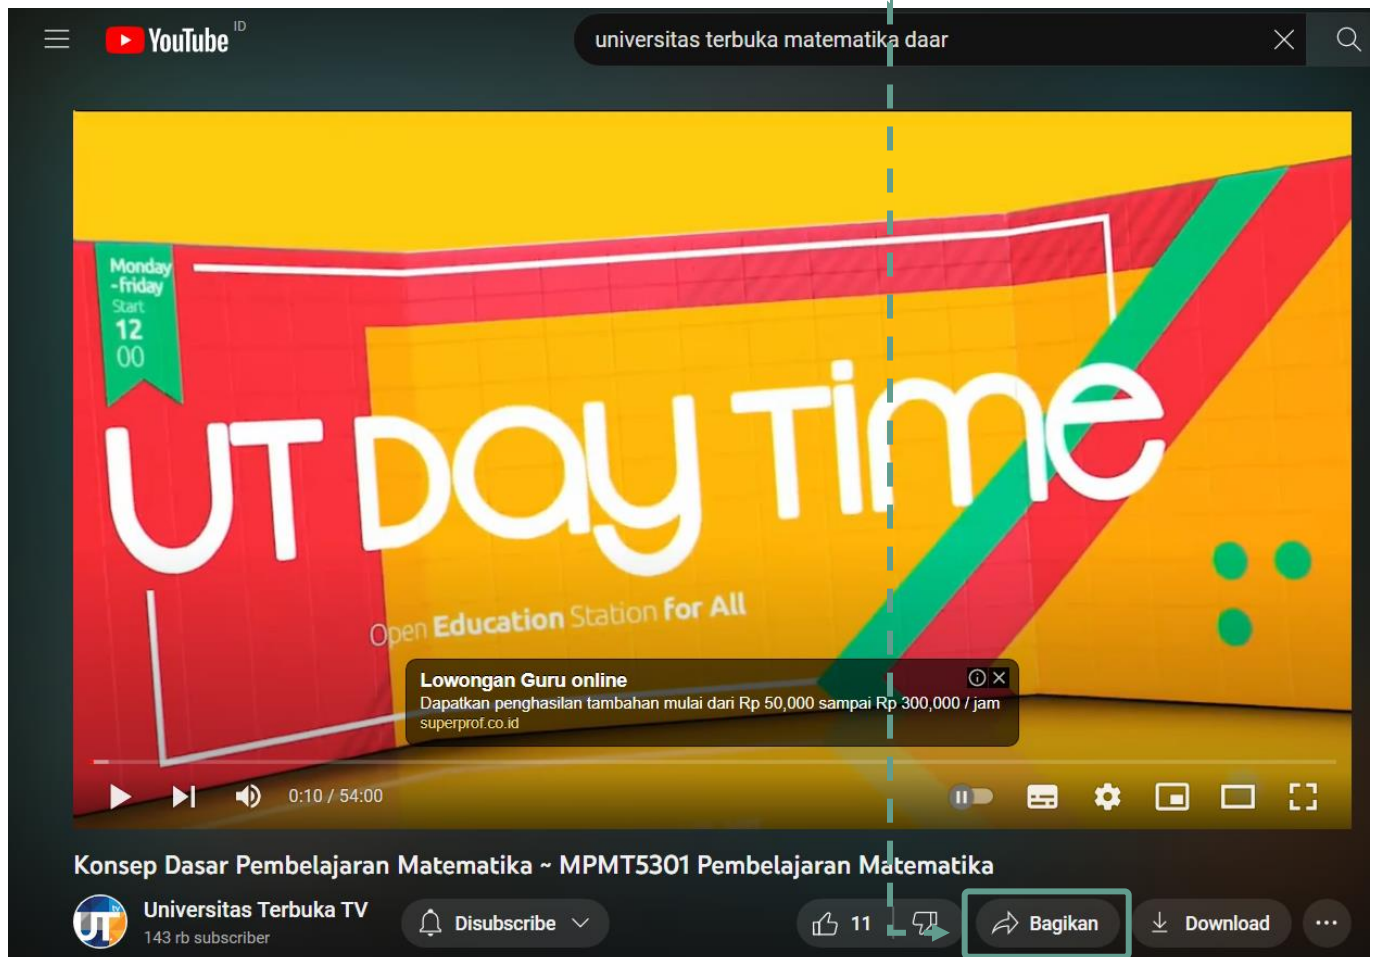 YouTube ID
universitas terbuka matematika daar
Monday
-friday
Start
12
00
UT DAY TIME
Open Education Station for All
Lowongan Guru online
Dapatkan penghasilan tambahan mulai dari Rp 50,000 sampai Rp 300,000 / jam
superprof.co.id
0:10 / 54:00
Konsep Dasar Pembelajaran Matematika ~ MPMT5301 Pembelajaran Matematika
UT tv
Universitas Terbuka TV
143 rb subscriber
Disubscribe
11
Bagikan
Download